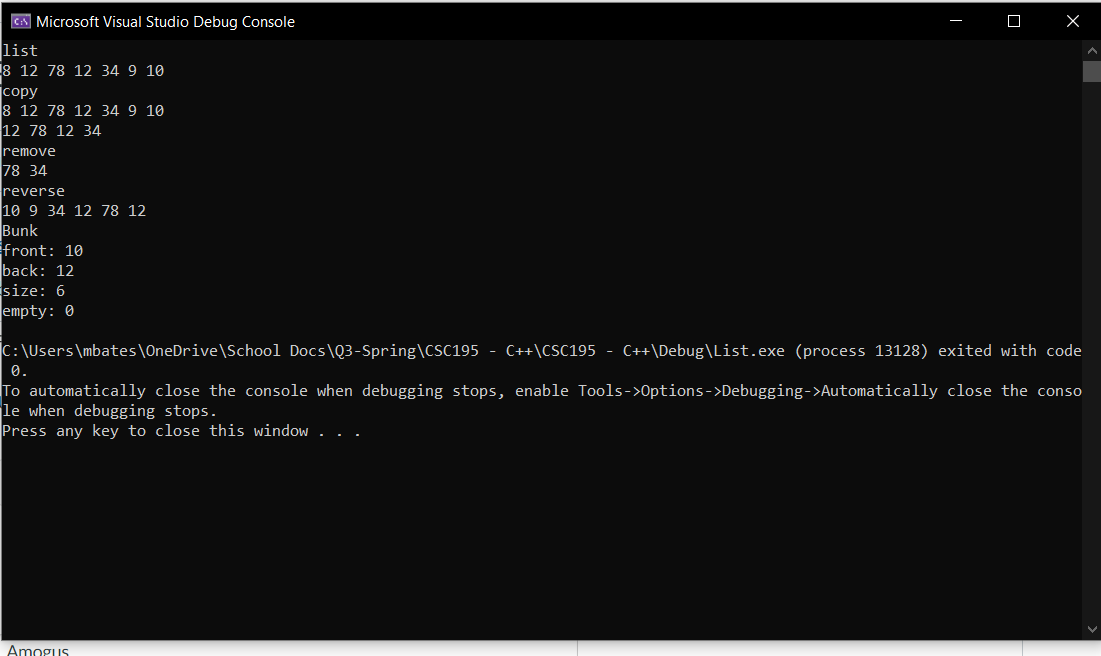 Microsoft Visual Studio Debug Console
list
8 12 78 12 34 9 10
copy
8 12 78 12 34 9 10
12 78 12 34
remove
78 34
reverse
10 9 34 12 78 12
Bunk
front: 10
back: 12
size: 6
empty: 0
C:\Users\mbates\OneDrive\School Docs\Q3-Spring\CSC195 - C++\CSC195 - C++\Debug\List.exe (process 13128) exited with code
0.
To automatically close the console when debugging stops, enable Tools->Options->Debugging->Automatically close the conso
le when debugging stops.
Press any key to close this window . . .
Amogus